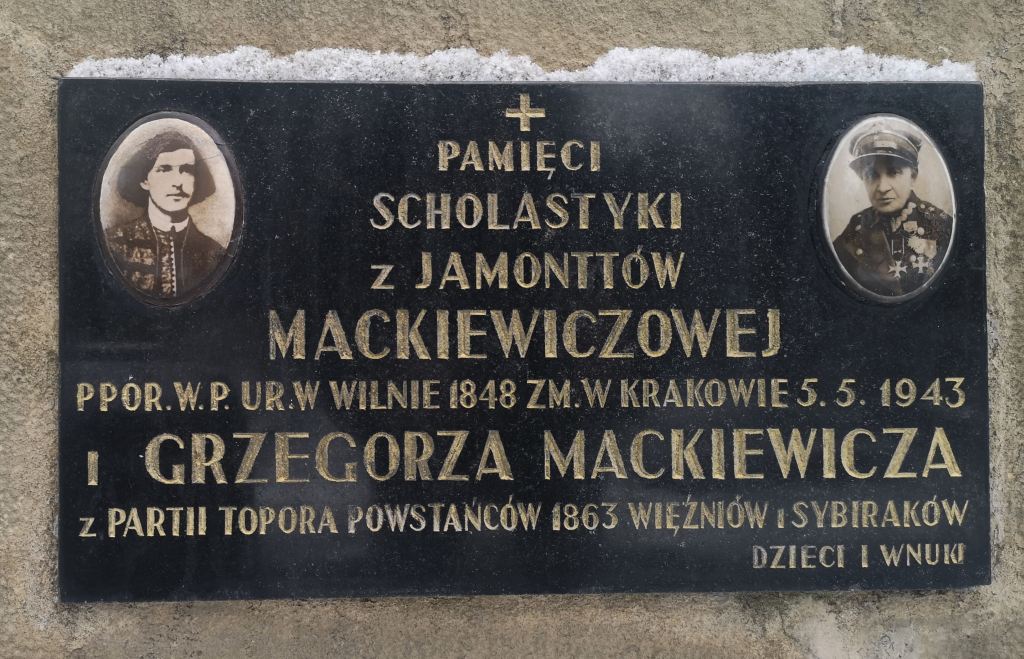 PAMIĘCI
SCHOLASTYKI
z JAMONTTÓW
MACKIEWICZOWEJ
PPOR. W. P. UR. W WILNIE 1848 ZM. W KRAKOWIE 5. 5. 1943
I GRZEGORZA MACKIEWICZA
z PARTII TOPORA POWSTAŃCÓW 1863 WIĘŹNIÓW i SYBIRAKÓW
DZIECI I WNUKI